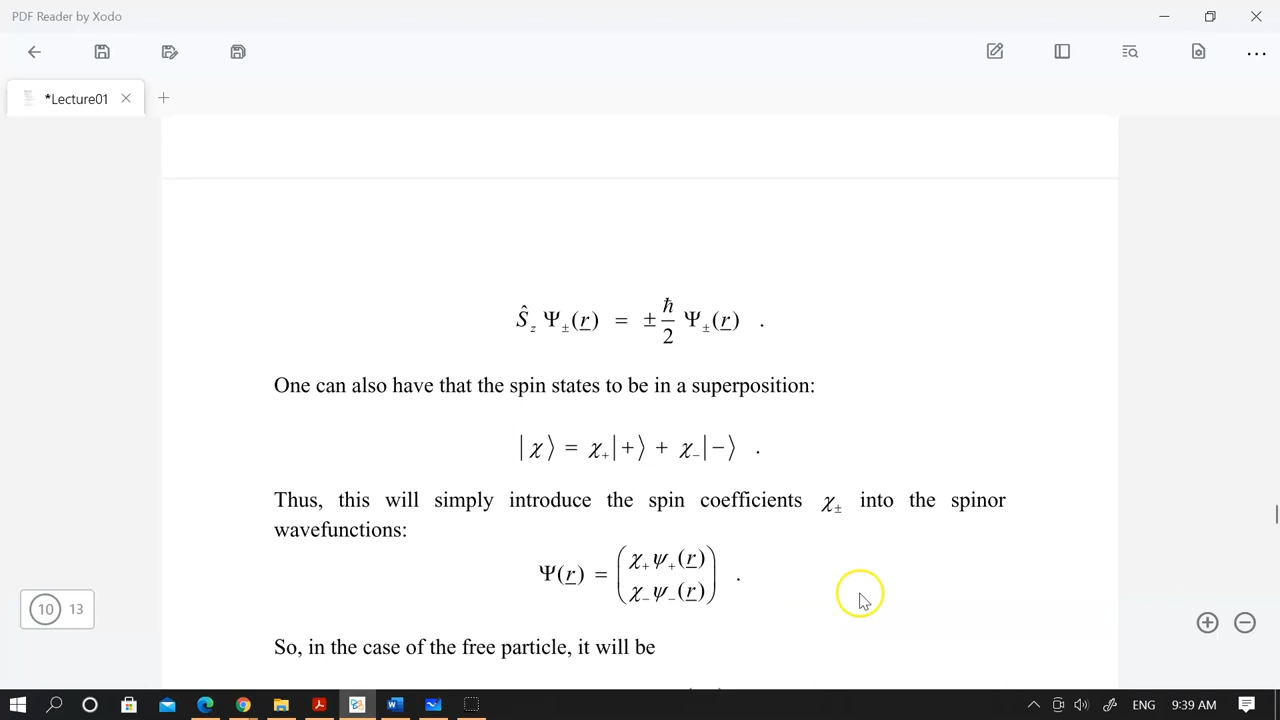 PDF Reader by Xodo
*Lecture01
Ŝz Ψ±(r) = ± ħ/2 Ψ±(r) .
One can also have that the spin states to be in a superposition:
|χ⟩ = χ+|+⟩ + χ−|−⟩ .
Thus, this will simply introduce the spin coefficients χ± into the spinor
wavefunctions:
Ψ(r) = (χ+ψ+(r)
χ−ψ−(r)) .
So, in the case of the free particle, it will be
10 13
ENG 9:39 AM